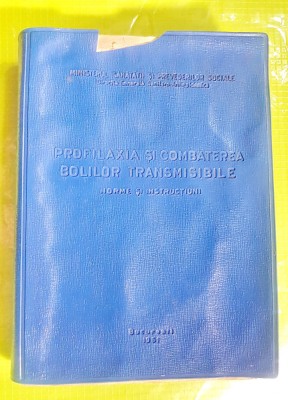 MINISTERUL SĂNĂTĂȚII ȘI PREVEDERILOR SOCIALE
PROFILAXIA ȘI COMBATEREA
BOLILOR TRANSMISIBILE
NORME ȘI INSTRUCȚIUNI
București